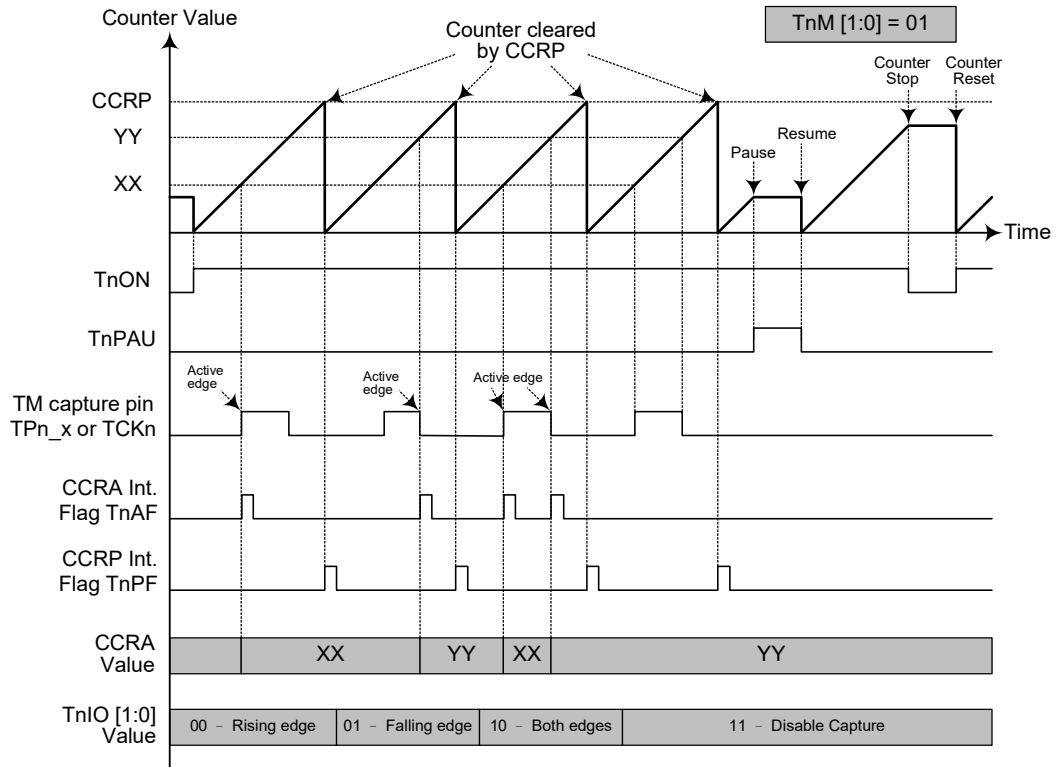 Counter Value
TnM [1:0] = 01
Counter cleared
by CCRP
Counter
Stop
Counter
Reset
CCRP
YY
XX
Pause
Resume
Time
TnON
TnPAU
Active
edge
Active
edge
Active edge
TM capture pin
TPn_x or TCKn
CCRA Int.
Flag TnAF
CCRP Int.
Flag TnPF
CCRA
Value
XX
YY
XX
YY
TnIO [1:0]
Value
00 – Rising edge
01 – Falling edge
10 – Both edges
11 – Disable Capture